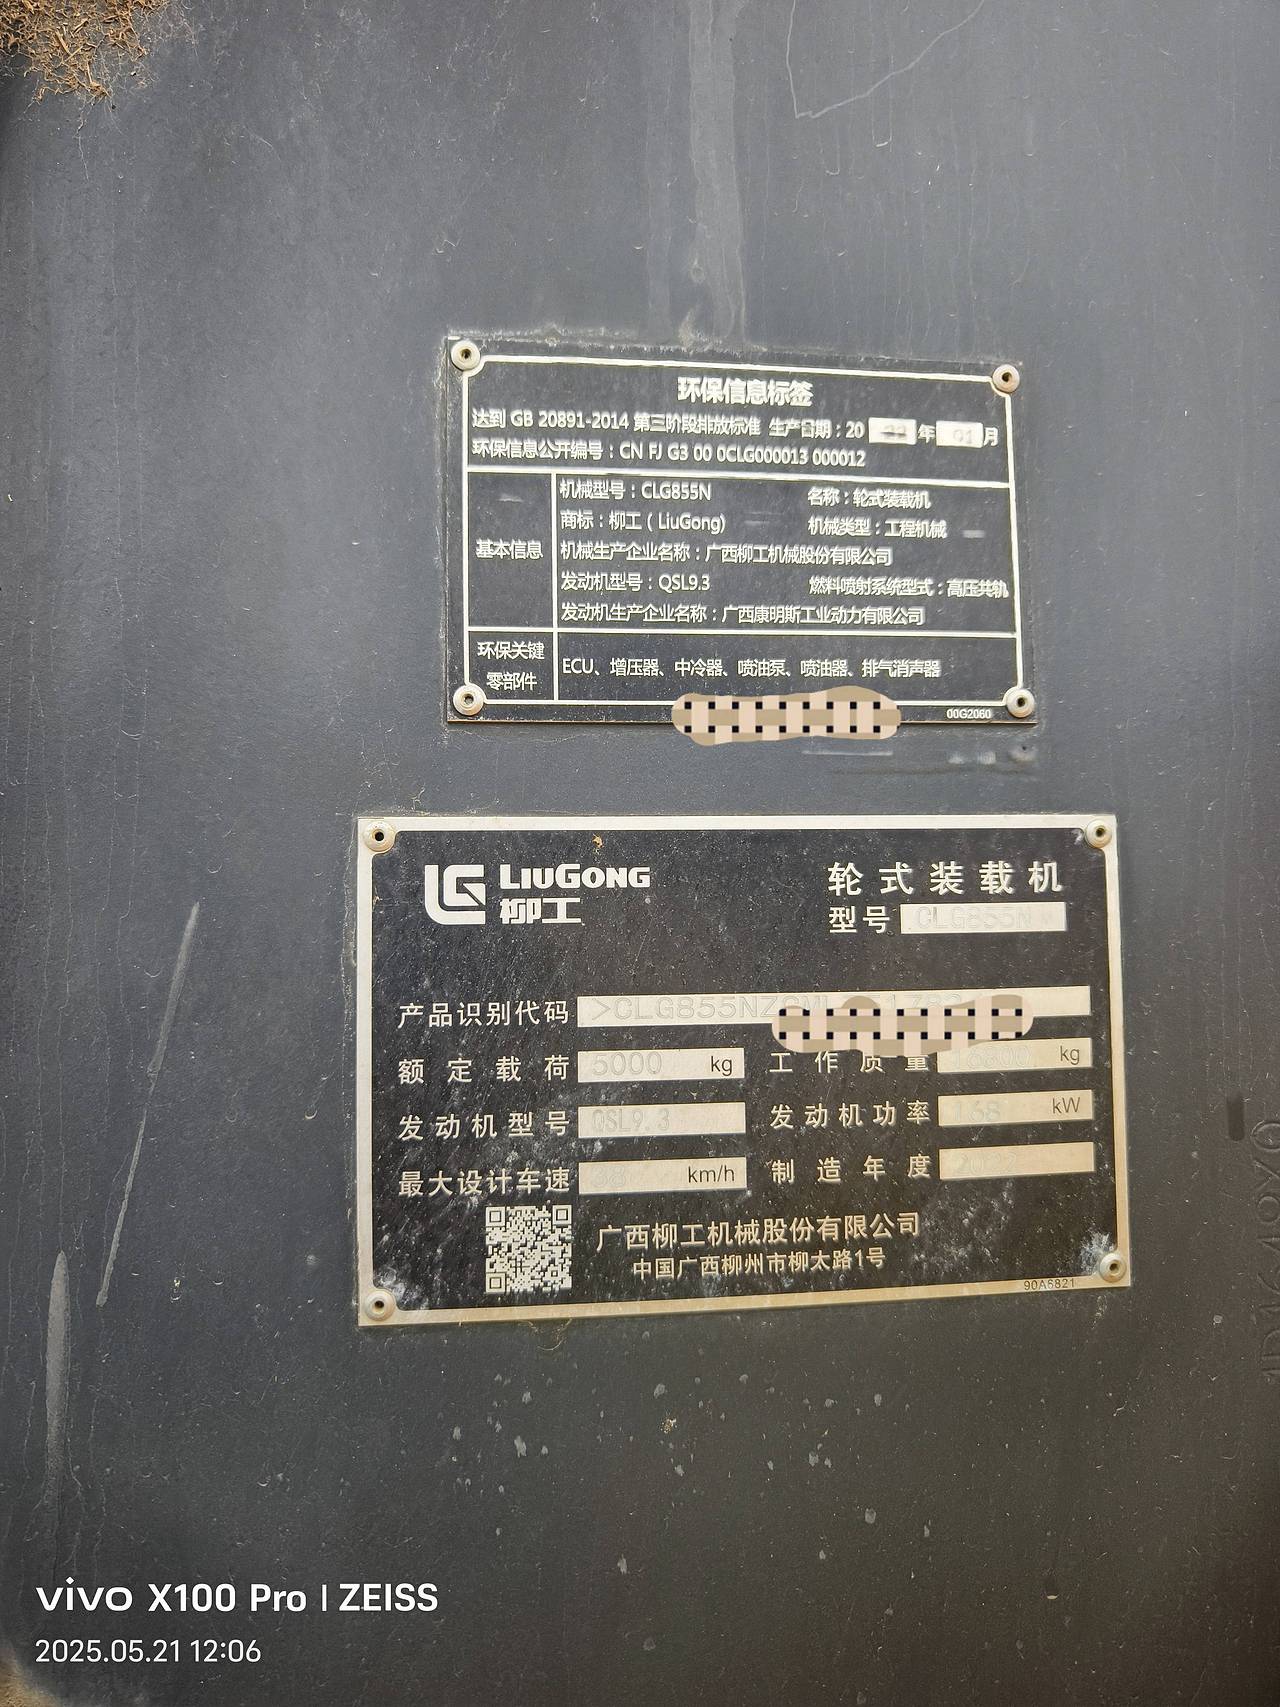 环保信息标签
达到 GB 20891-2014 第三阶段排放标准 生产日期：20 22 年 01 月
环保信息公开编号：CN FJ G3 00 0CLG000013 000012
基本信息
机械型号：CLG855N 名称：轮式装载机
商标：柳工（LiuGong) 机械类型：工程机械
机械生产企业名称：广西柳工机械股份有限公司
发动机型号：QSL9.3 燃料喷射系统型式：高压共轨
发动机生产企业名称：广西康明斯工业动力有限公司
环保关键零部件
ECU、增压器、中冷器、喷油泵、喷油器、排气消声器
00G2060
LIUGONG 轮式装载机
柳工 型号 CLG855N
产品识别代码 >CLG855NZ
额定载荷 5000 kg 工作质量 kg
发动机型号 QSL9.3 发动机功率 168 kW
最大设计车速 38 km/h 制造年度 2022
广西柳工机械股份有限公司
中国广西柳州市柳太路1号
90A6821
vivo X100 Pro | ZEISS
2025.05.21 12:06